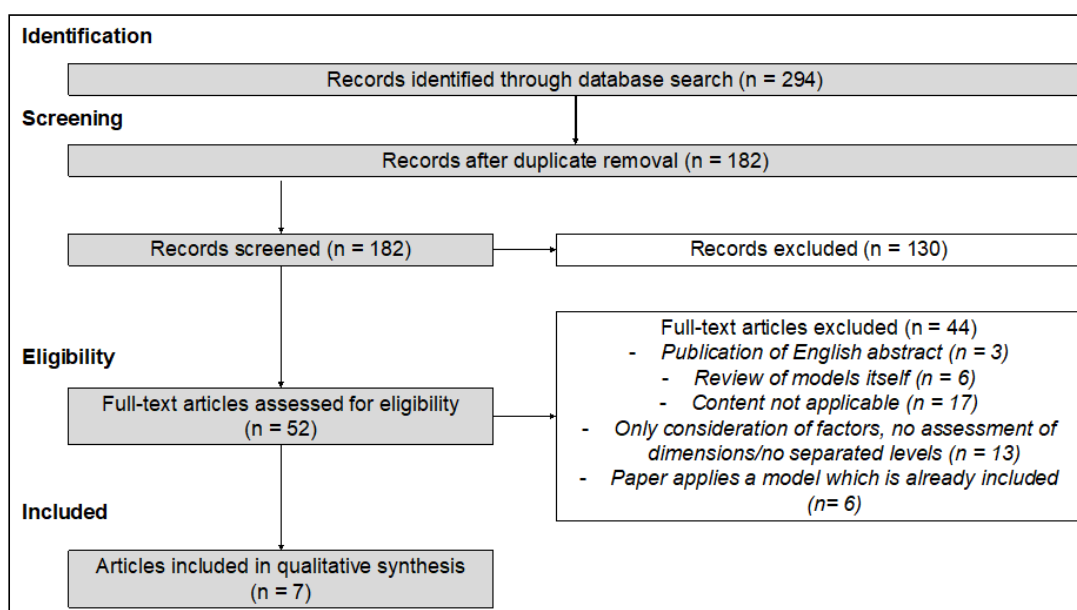 Identification
Records identified through database search (n = 294)
Screening
Records after duplicate removal (n = 182)
Records screened (n = 182)
Records excluded (n = 130)
Eligibility
Full-text articles assessed for eligibility
(n = 52)
Full-text articles excluded (n = 44)
- Publication of English abstract (n = 3)
- Review of models itself (n = 6)
- Content not applicable (n = 17)
- Only consideration of factors, no assessment of
dimensions/no separated levels (n = 13)
- Paper applies a model which is already included
(n= 6)
Included
Articles included in qualitative synthesis
(n = 7)